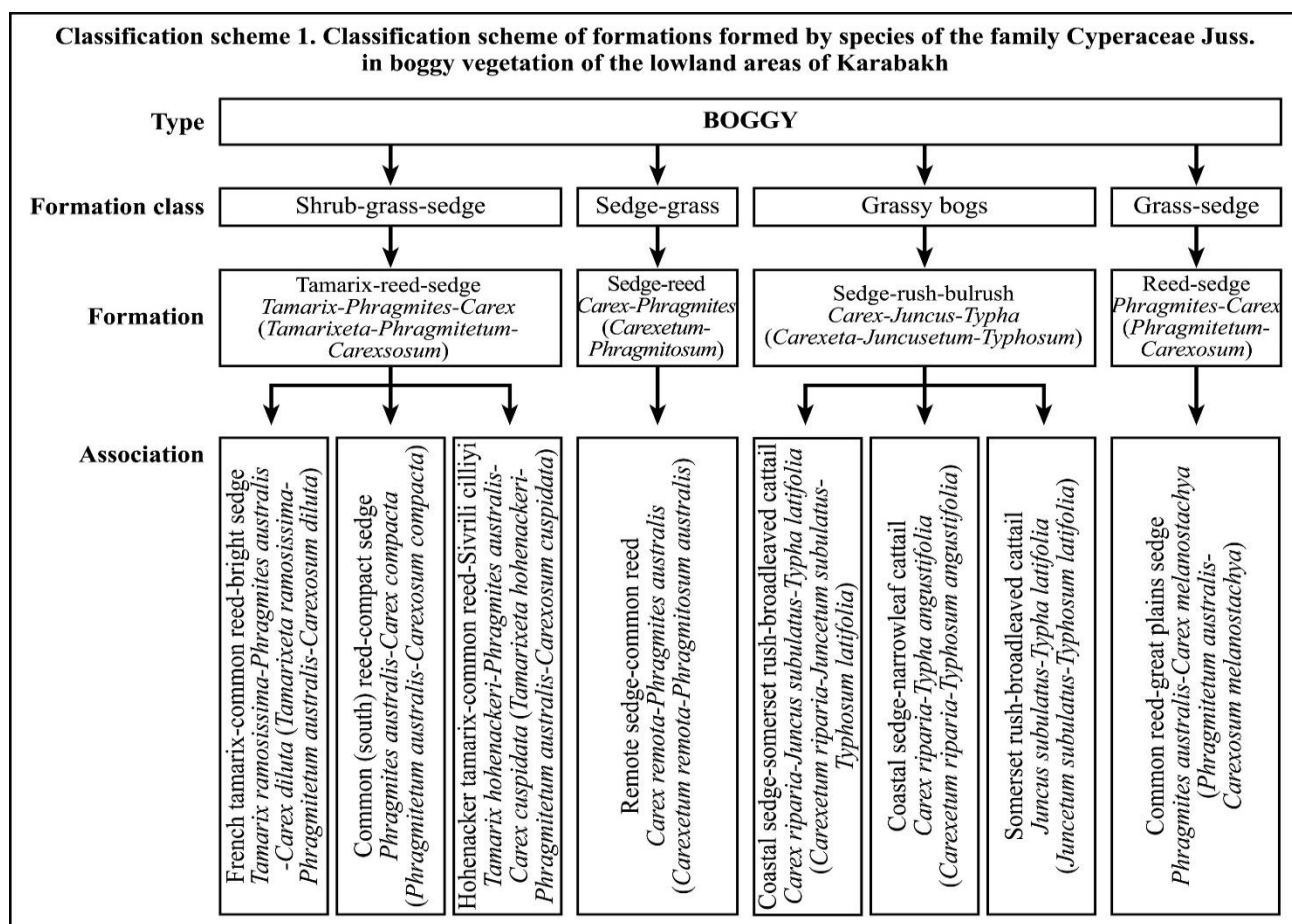 Classification scheme 1. Classification scheme of formations formed by species of the family Cyperaceae Juss.
in boggy vegetation of the lowland areas of Karabakh
Type
BOGGY
Formation class
Shrub-grass-sedge
Sedge-grass
Grassy bogs
Grass-sedge
Formation
Tamarix-reed-sedge
Tamarix-Phragmites-Carex
(Tamarixeta-Phragmitetum-
Carexsosum)
Sedge-reed
Carex-Phragmites
(Carexetum-
Phragmitosum)
Sedge-rush-bulrush
Carex-Juncus-Typha
(Carexeta-Juncusetum-Typhosum)
Reed-sedge
Phragmites-Carex
(Phragmitetum-
Carexosum)
Association
French tamarix-common red-bright sedge
Tamarix ramosissima-Phragmites australis
-Carex diluta (Tamarixeta ramosissima-
Phragmitetum australis-Carexosum diluta)
Common (south) reed-compact sedge
Phragmites australis-Carex compacta
(Phragmitetum australis-Carexosum compacta)
Hohenacker tamarix-common reed-Sivrili cilliyi
Tamarix hohenackeri-Phragmites australis-
Carex cuspidata (Tamarixeta hohenackeri-
Phragmitetum australis-Carexosum cuspidata)
Remote sedge-common red
Carex remota-Phragmites australis
(Carexetum remota-Phragmitosum australis)
Coastal sedge-somerset rush-broadleaved cattail
Carex riparia-Juncus subulatus-Typha latifolia
(Carexetum riparia-Juncetum subulatus-
Typhosum latifolia)
Coastal sedge-narrowleaf cattail
Carex riparia-Typha angustifolia
(Carexetum riparia-Typhosum angustifolia)
Somerset rush-broadleaved cattail
Juncus subulatus-Typha latifolia
(Juncetum subulatus-Typhosum latifolia)
Common reed-great plains sedge
Phragmites australis-Carex melanostachya
(Phragmitetum australis-
Carexosum melanostachya)